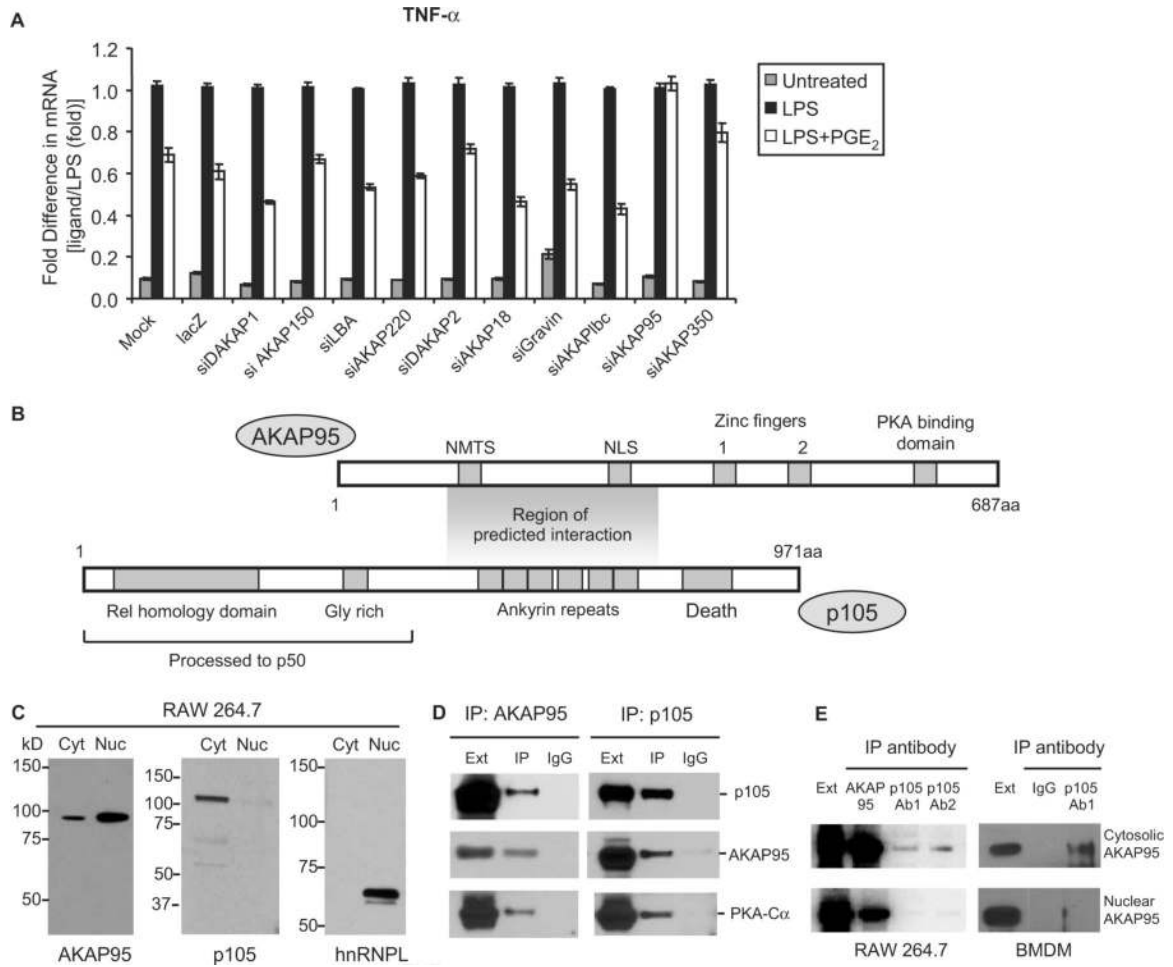 A
TNF-α
Fold Difference in mRNA
[ligand/LPS (fold)]
1.2
1.0
0.8
0.6
0.4
0.2
0.0
Untreated
LPS
LPS+PGE2
Mock
lacZ
siDAKAP1
si AKAP150
siLBA
siAKAP220
siDAKAP2
siAKAP18
siGravin
siAKAPlbc
siAKAP95
siAKAP350
B
AKAP95
NMTS
NLS
Zinc fingers
1 2
PKA binding
domain
1
687aa
Region of
predicted interaction
1
971aa
Rel homology domain
Gly rich
Ankyrin repeats
Death
p105
Processed to p50
C
RAW 264.7
kD Cyt Nuc
150
100
75
50
AKAP95
Cyt Nuc
150
100
75
50
37
p105
Cyt Nuc
150
100
75
50
hnRNPL
D
IP: AKAP95
IP: p105
Ext IP IgG
Ext IP IgG
p105
AKAP95
PKA-Cα
E
IP antibody
Ext AKAP 95 p105 Ab1 p105 Ab2
IP antibody
Ext IgG p105 Ab1
Cytosolic
AKAP95
Nuclear
AKAP95
RAW 264.7
BMDM